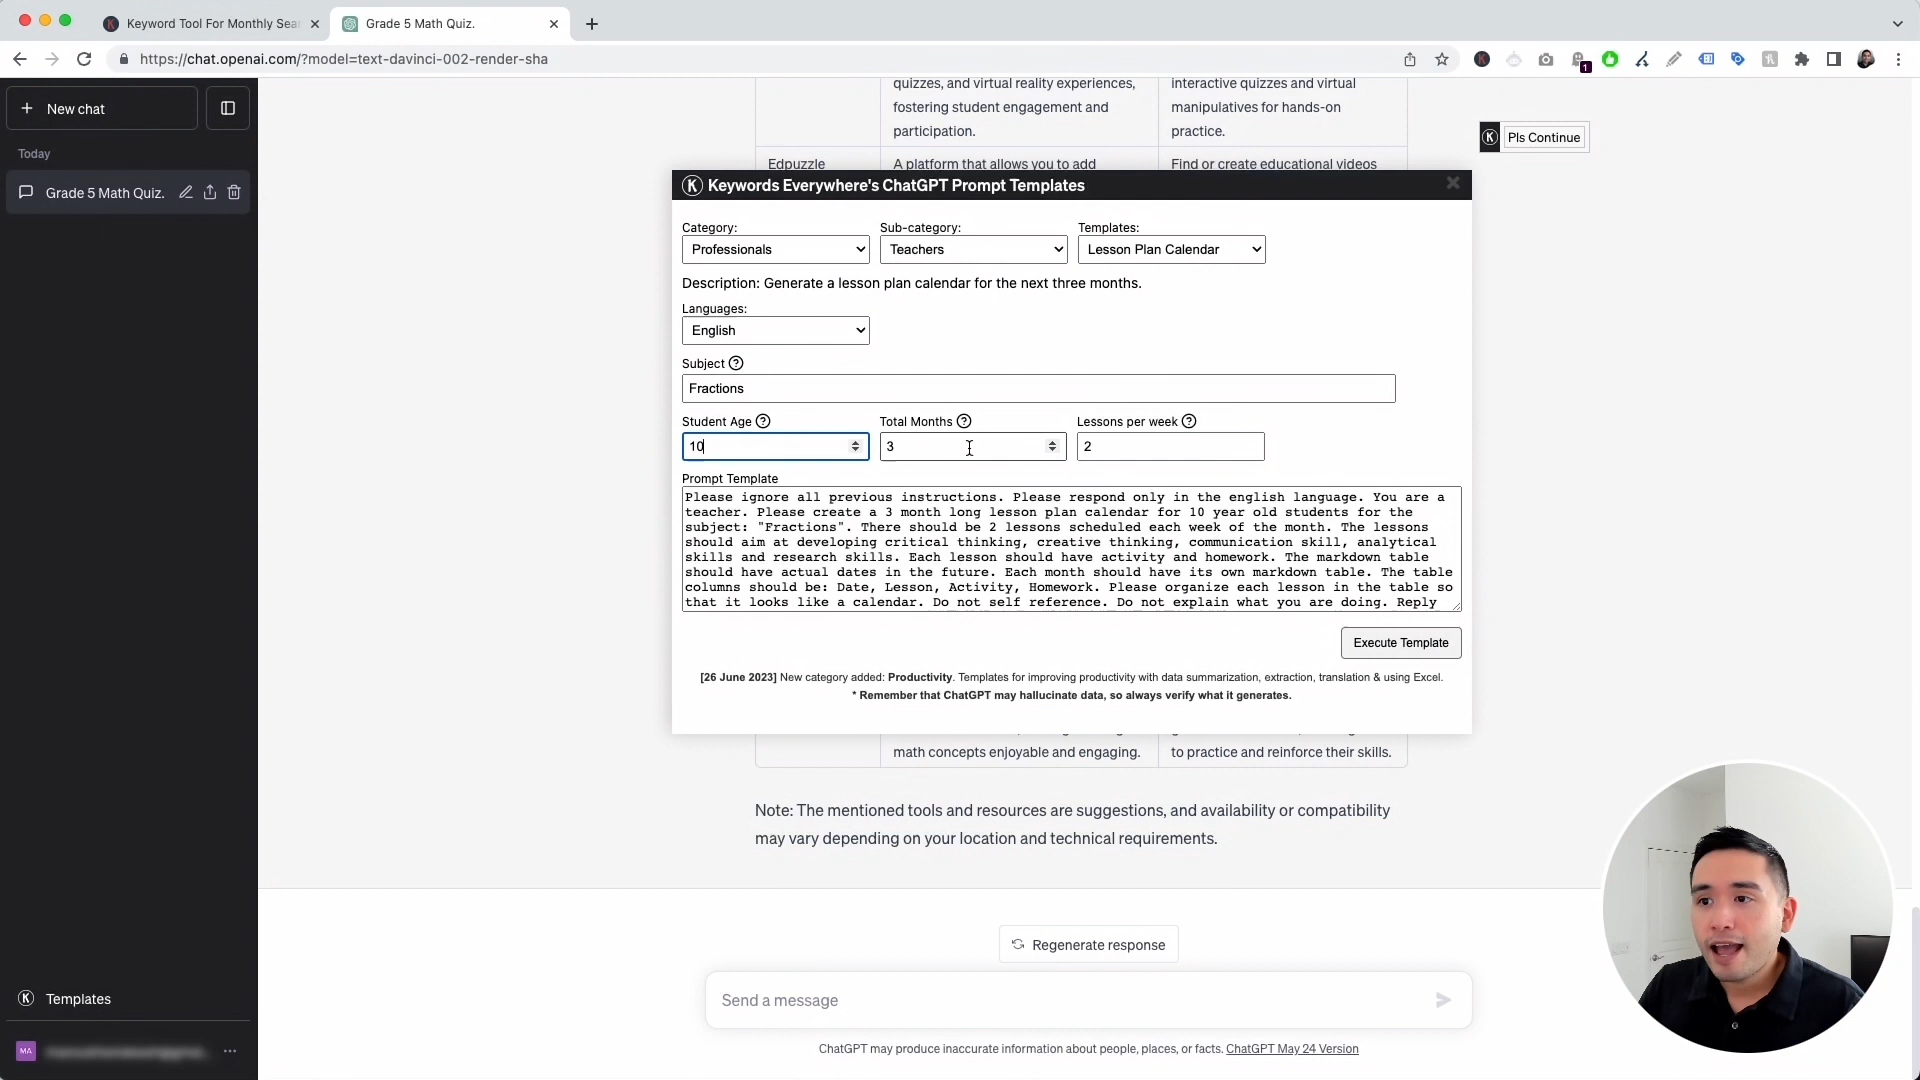 Keyword Tool For Monthly Sea
Grade 5 Math Quiz.
https://chat.openai.com/?model=text-davinci-002-render-sha
1
New chat
Today
Grade 5 Math Quiz.
quizzes, and virtual reality experiences,
fostering student engagement and
participation.
interactive quizzes and virtual
manipulatives for hands-on
practice.
K Pls Continue
Edpuzzle
A platform that allows you to add
Find or create educational videos
K Keywords Everywhere's ChatGPT Prompt Templates
Category:
Sub-category:
Templates:
Professionals
Teachers
Lesson Plan Calendar
Description: Generate a lesson plan calendar for the next three months.
Languages:
English
Subject ?
Fractions
Student Age ?
Total Months ?
Lessons per week ?
10
3
2
Prompt Template
Please ignore all previous instructions. Please respond only in the english language. You are a
teacher. Please create a 3 month long lesson plan calendar for 10 year old students for the
subject: "Fractions". There should be 2 lessons scheduled each week of the month. The lessons
should aim at developing critical thinking, creative thinking, communication skill, analytical
skills and research skills. Each lesson should have activity and homework. The markdown table
should have actual dates in the future. Each month should have its own markdown table. The table
columns should be: Date, Lesson, Activity, Homework. Please organize each lesson in the table so
that it looks like a calendar. Do not self reference. Do not explain what you are doing. Reply
Execute Template
[26 June 2023] New category added: Productivity. Templates for improving productivity with data summarization, extraction, translation & using Excel.
* Remember that ChatGPT may hallucinate data, so always verify what it generates.
math concepts enjoyable and engaging.
to practice and reinforce their skills.
Note: The mentioned tools and resources are suggestions, and availability or compatibility
may vary depending on your location and technical requirements.
Regenerate response
Send a message
ChatGPT may produce inaccurate information about people, places, or facts. ChatGPT May 24 Version
K Templates
MA